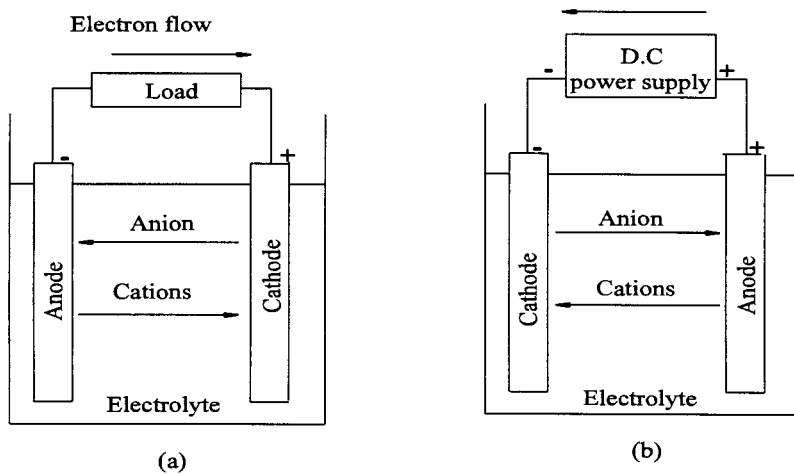 Electron flow
Load
-
+
Anion
Cations
Anode
Cathode
Electrolyte
(a)
D.C
power supply
-
+
-
+
Anion
Cations
Cathode
Anode
Electrolyte
(b)